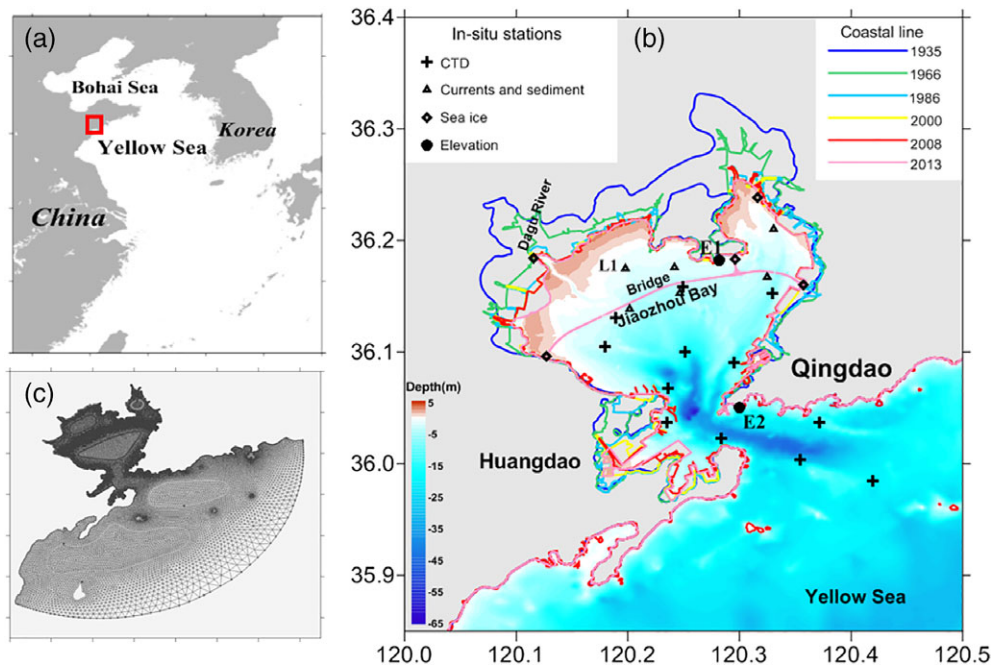 (a)
Bohai Sea
Korea
Yellow Sea
China
(b)
In-situ stations
CTD
Currents and sediment
Sea ice
Elevation
Coastal line
1935
1966
1986
2000
2008
2013
36.4
36.3
36.2
36.1
36.0
35.9
Dagu River
L1
E1
Bridge
Jiaozhou Bay
Qingdao
E2
Huangdao
Yellow Sea
Depth(m)
5
-5
-15
-25
-35
-45
-55
-65
120.0
120.1
120.2
120.3
120.4
120.5
(c)